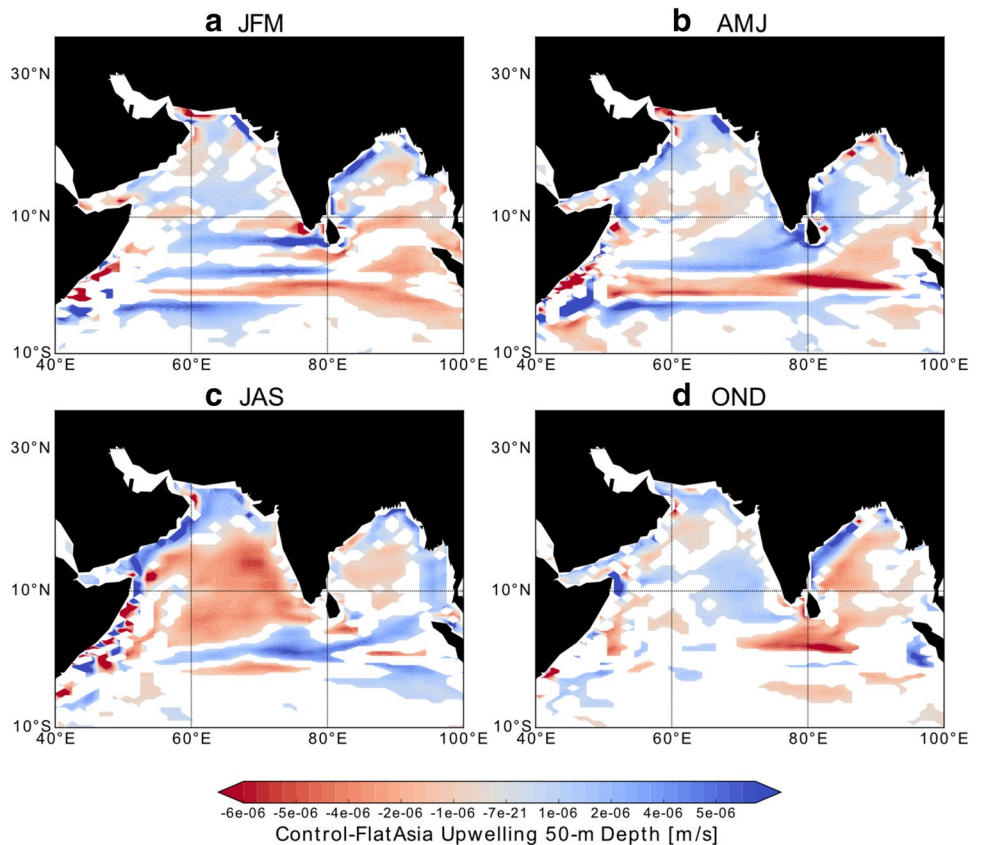 a JFM
b AMJ
30°N
10°N
10°S
40°E 60°E 80°E 100°E
30°N
10°N
10°S
40°E 60°E 80°E 100°E
c JAS
d OND
30°N
10°N
10°S
40°E 60°E 80°E 100°E
30°N
10°N
10°S
40°E 60°E 80°E 100°E
-6e-06 -5e-06 -4e-06 -2e-06 -1e-06 -7e-21 1e-06 2e-06 4e-06 5e-06
Control-FlatAsia Upwelling 50-m Depth [m/s]